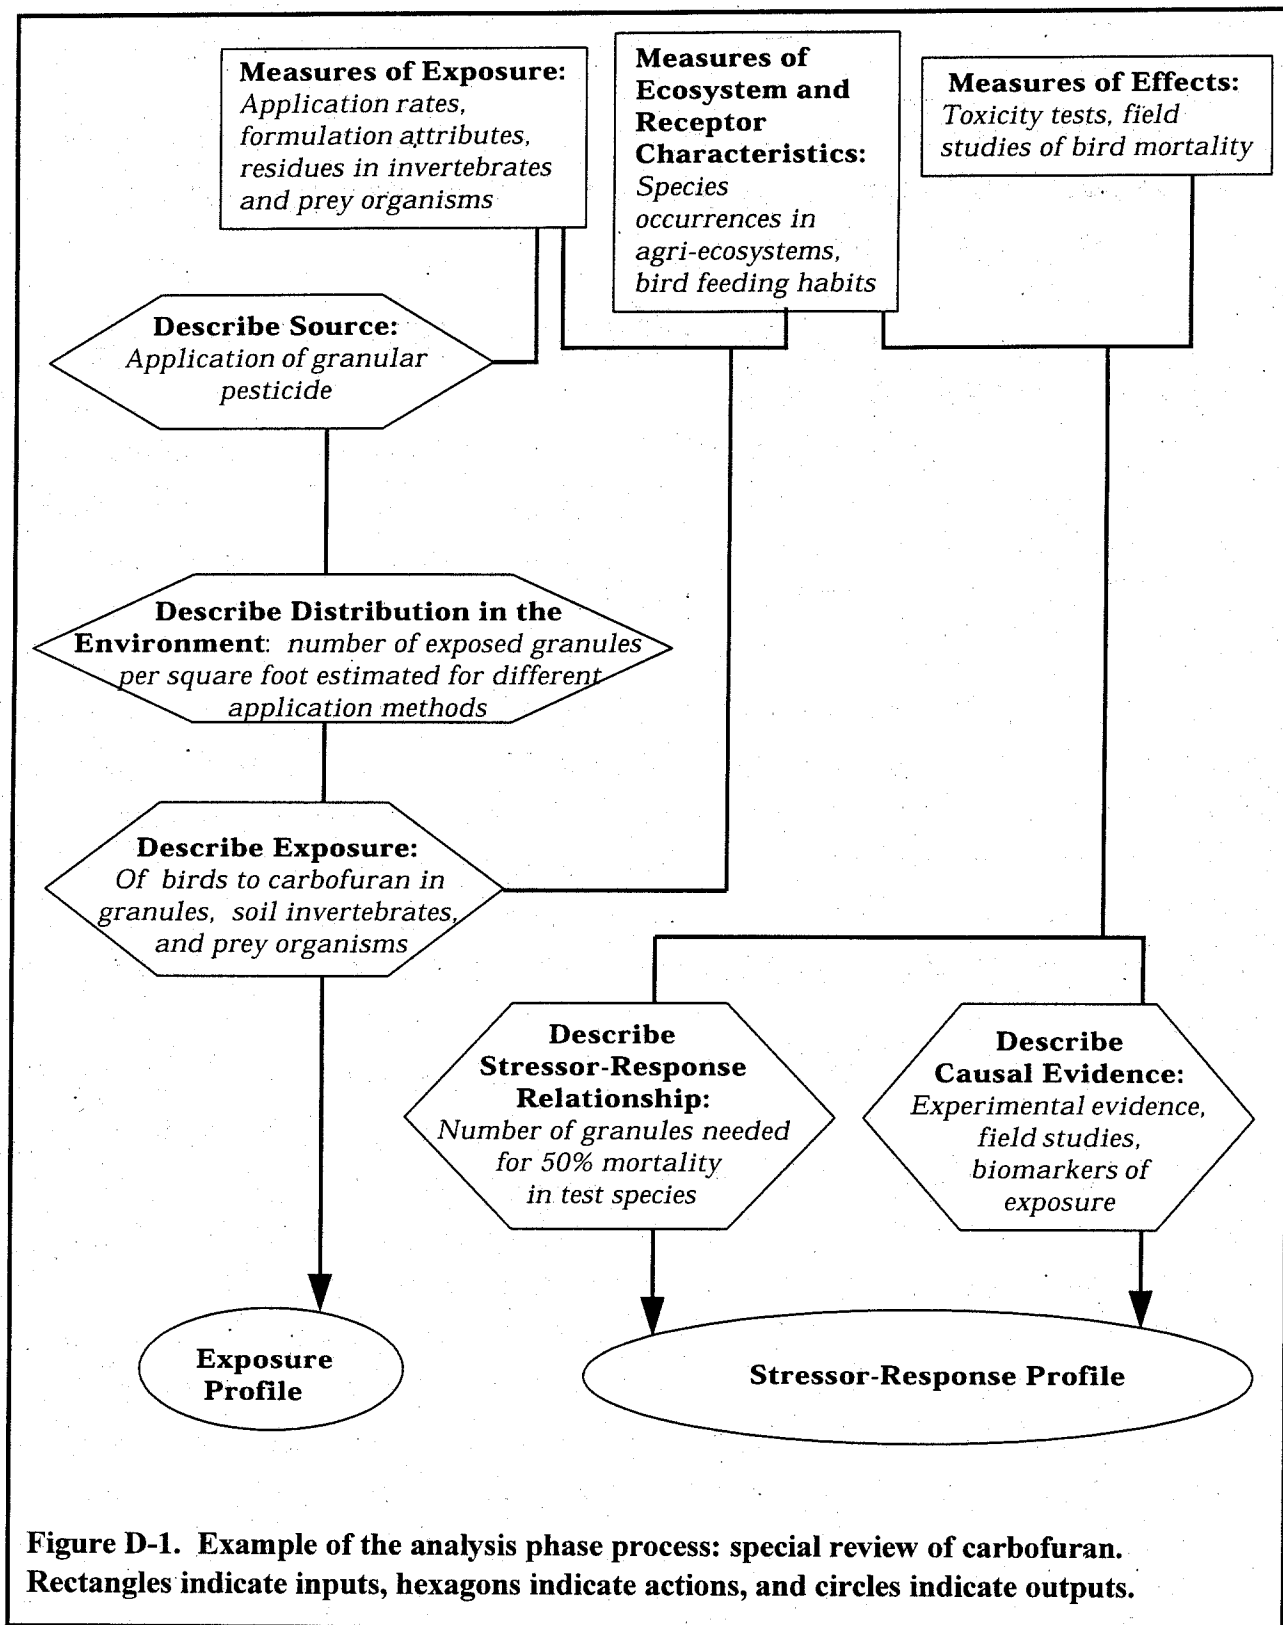 Measures of Exposure:
Application rates,
formulation attributes,
residues in invertebrates
and prey organisms
Measures of
Ecosystem and
Receptor
Characteristics:
Species
occurrences in
agri-ecosystems,
bird feeding habits
Measures of Effects:
Toxicity tests, field
studies of bird mortality
Describe Source:
Application of granular
pesticide
Describe Distribution in the
Environment: number of exposed granules
per square foot estimated for different
application methods
Describe Exposure:
Of birds to carbofuran in
granules, soil invertebrates,
and prey organisms
Describe
Stressor-Response
Relationship:
Number of granules needed
for 50% mortality
in test species
Describe
Causal Evidence:
Experimental evidence,
field studies,
biomarkers of
exposure
Exposure
Profile
Stressor-Response Profile
Figure D-1. Example of the analysis phase process: special review of carbofuran.
Rectangles indicate inputs, hexagons indicate actions, and circles indicate outputs.